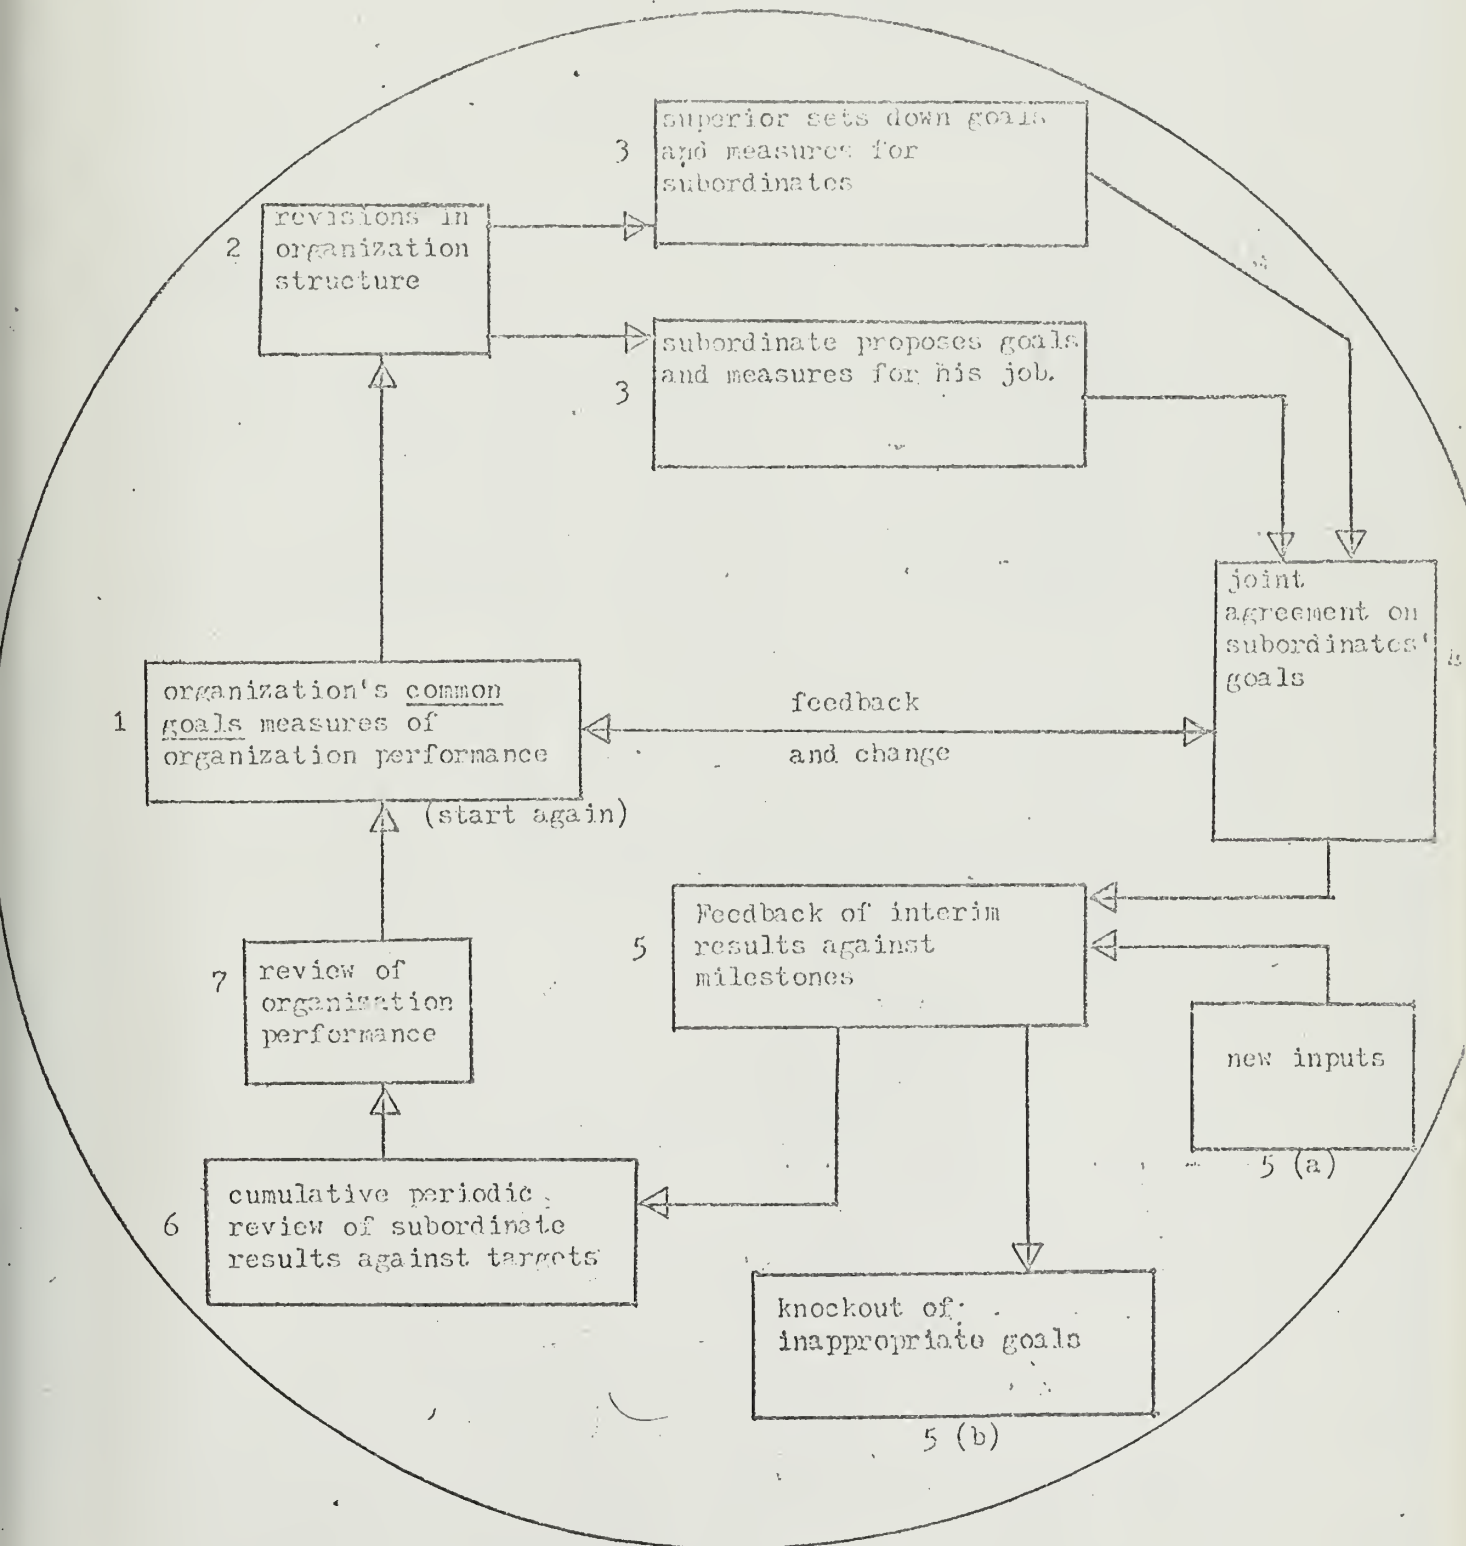 3
superior sets down goals
and measures for
subordinates
2
revisions in
organization
structure
3
subordinate proposes goals
and measures for his job.
joint
agreement on
subordinates'
goals
1
organization's common
goals measures of
organization performance
(start again)
feedback
and change
5
Feedback of interim
results against
milestones
7
review of
organization
performance
new inputs
5 (a)
6
cumulative periodic
review of subordinate
results against targets
knockout of
inappropriate goals
5 (b)